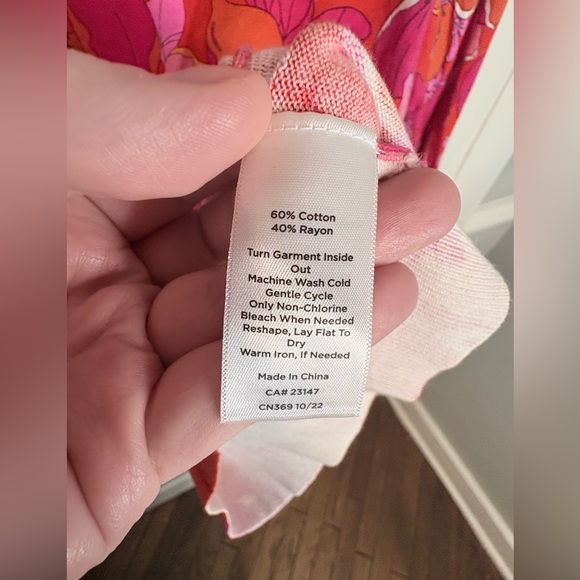 60% Cotton
40% Rayon
Turn Garment Inside
Out
Machine Wash Cold
Gentle Cycle
Only Non-Chlorine
Bleach When Needed
Reshape, Lay Flat To
Dry
Warm Iron, If Needed
Made In China
CA# 23147
CN369 10/22